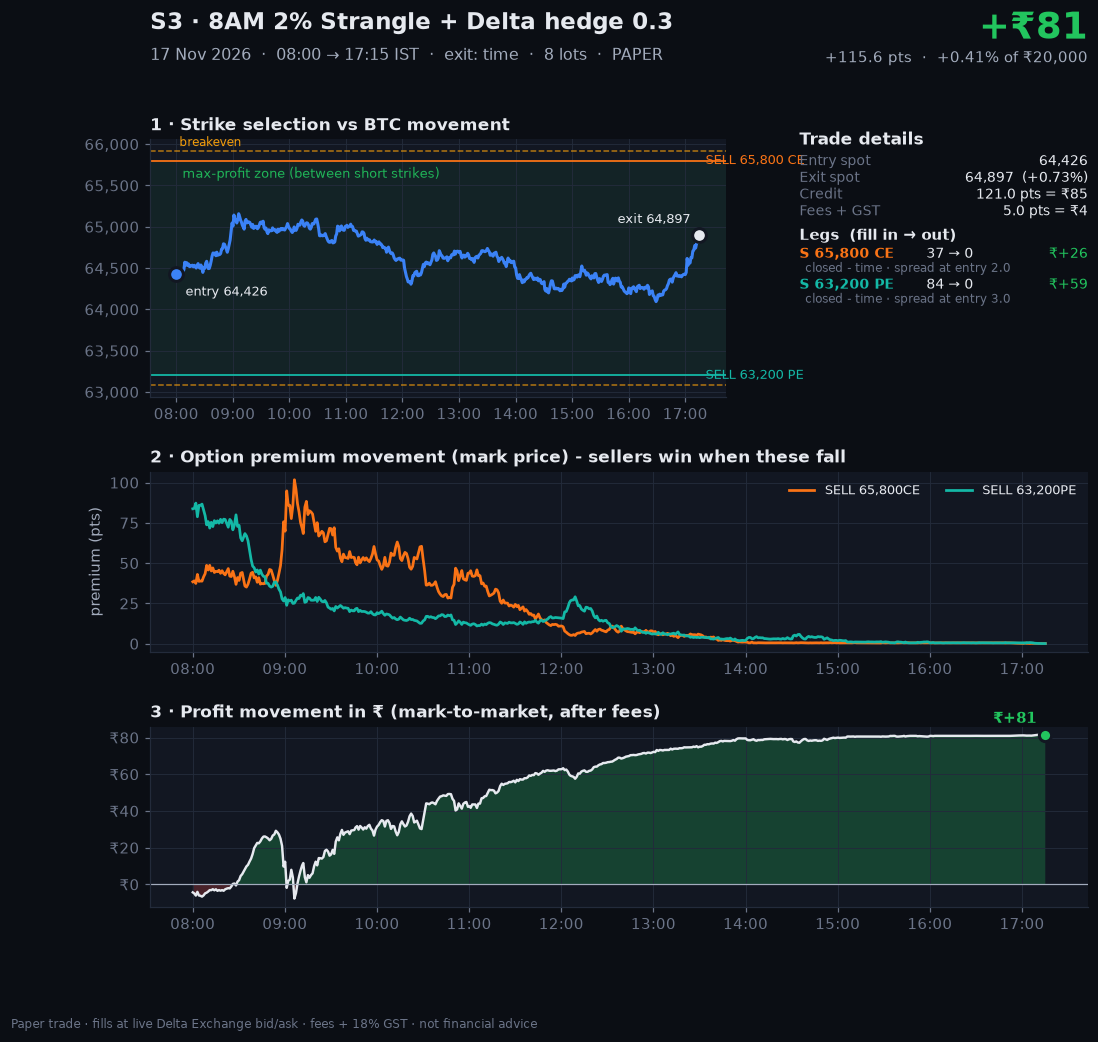 S3 · 8AM 2% Strangle + Delta hedge 0.3
+₹81
17 Nov 2026 · 08:00 → 17:15 IST · exit: time · 8 lots · PAPER
+115.6 pts · +0.41% of ₹20,000
1 · Strike selection vs BTC movement
66,000
65,500
65,000
64,500
64,000
63,500
63,000
breakeven
SELL 65,800 CE
max-profit zone (between short strikes)
exit 64,897
entry 64,426
SELL 63,200 PE
08:00 09:00 10:00 11:00 12:00 13:00 14:00 15:00 16:00 17:00
Trade details
Entry spot 64,426
Exit spot 64,897 (+0.73%)
Credit 121.0 pts = ₹85
Fees + GST 5.0 pts = ₹4
Legs (fill in → out)
S 65,800 CE 37 → 0 ₹+26
closed - time · spread at entry 2.0
S 63,200 PE 84 → 0 ₹+59
closed - time · spread at entry 3.0
2 · Option premium movement (mark price) - sellers win when these fall
premium (pts)
100
75
50
25
0
SELL 65,800CE SELL 63,200PE
08:00 09:00 10:00 11:00 12:00 13:00 14:00 15:00 16:00 17:00
3 · Profit movement in ₹ (mark-to-market, after fees)
₹+81
₹80
₹60
₹40
₹20
₹0
08:00 09:00 10:00 11:00 12:00 13:00 14:00 15:00 16:00 17:00
Paper trade · fills at live Delta Exchange bid/ask · fees + 18% GST · not financial advice